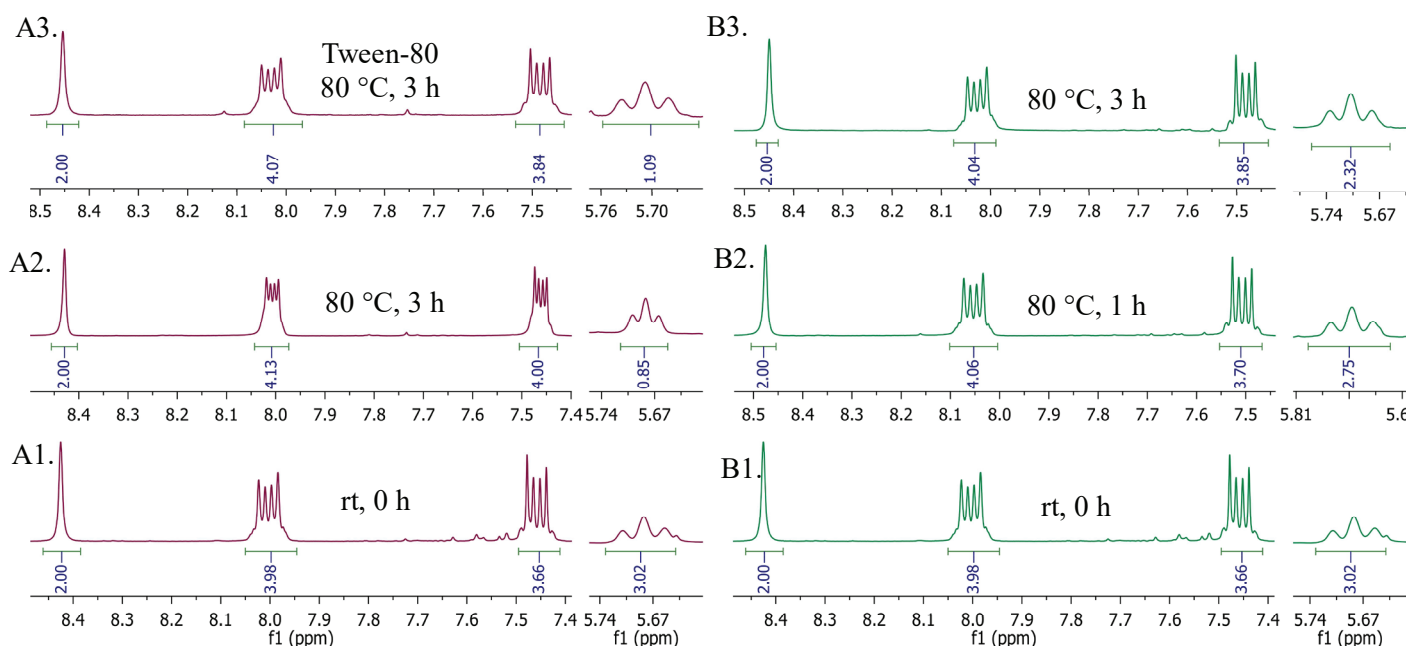 A3.
Tween-80
80 °C, 3 h
2.00 4.07 3.84 1.09
8.5 8.4 8.3 8.2 8.1 8.0 7.9 7.8 7.7 7.6 7.5 5.76 5.70
B3.
80 °C, 3 h
2.00 4.04 3.85 2.32
8.5 8.4 8.3 8.2 8.1 8.0 7.9 7.8 7.7 7.6 7.5 5.74 5.67
A2.
80 °C, 3 h
2.00 4.13 4.00 0.85
8.4 8.3 8.2 8.1 8.0 7.9 7.8 7.7 7.6 7.5 7.4 5.74 5.67
B2.
80 °C, 1 h
2.00 4.06 3.70 2.75
8.5 8.4 8.3 8.2 8.1 8.0 7.9 7.8 7.7 7.6 7.5 5.81
A1.
rt, 0 h
2.00 3.98 3.66 3.02
8.4 8.3 8.2 8.1 8.0 7.9 7.8 7.7 7.6 7.5 5.74 5.67
f1 (ppm) f1 (ppm)
B1.
rt, 0 h
2.00 3.98 3.66 3.02
8.4 8.3 8.2 8.1 8.0 7.9 7.8 7.7 7.6 7.5 7.4 5.74 5.67
f1 (ppm) f1 (ppm)